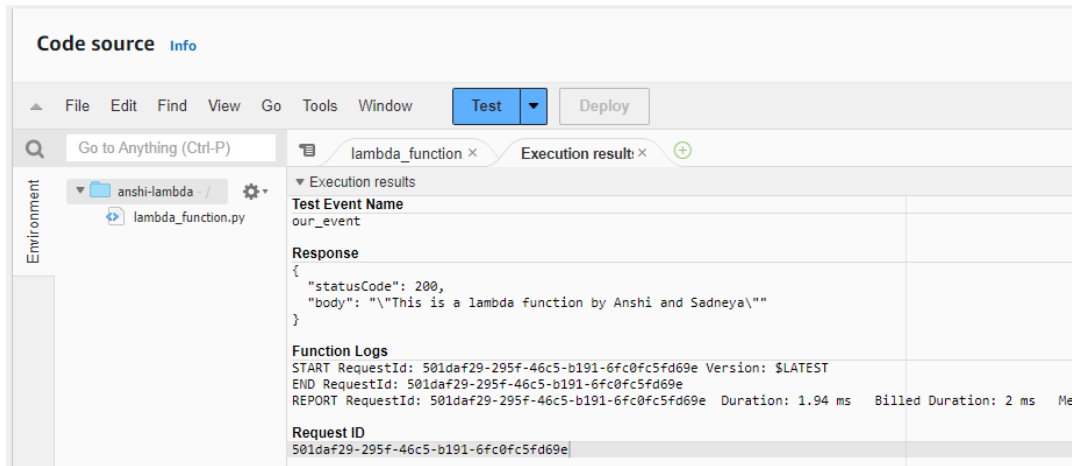 Code source Info
File Edit Find View Go Tools Window Test Deploy
Go to Anything (Ctrl-P)
lambda_function × Execution results ×
Environment
anshi-lambda - /
lambda_function.py
Execution results
Test Event Name
our_event
Response
{
"statusCode": 200,
"body": "\"This is a lambda function by Anshi and Sadneya\""
}
Function Logs
START RequestId: 501daf29-295f-46c5-b191-6fc0fc5fd69e Version: $LATEST
END RequestId: 501daf29-295f-46c5-b191-6fc0fc5fd69e
REPORT RequestId: 501daf29-295f-46c5-b191-6fc0fc5fd69e Duration: 1.94 ms Billed Duration: 2 ms Me
Request ID
501daf29-295f-46c5-b191-6fc0fc5fd69e